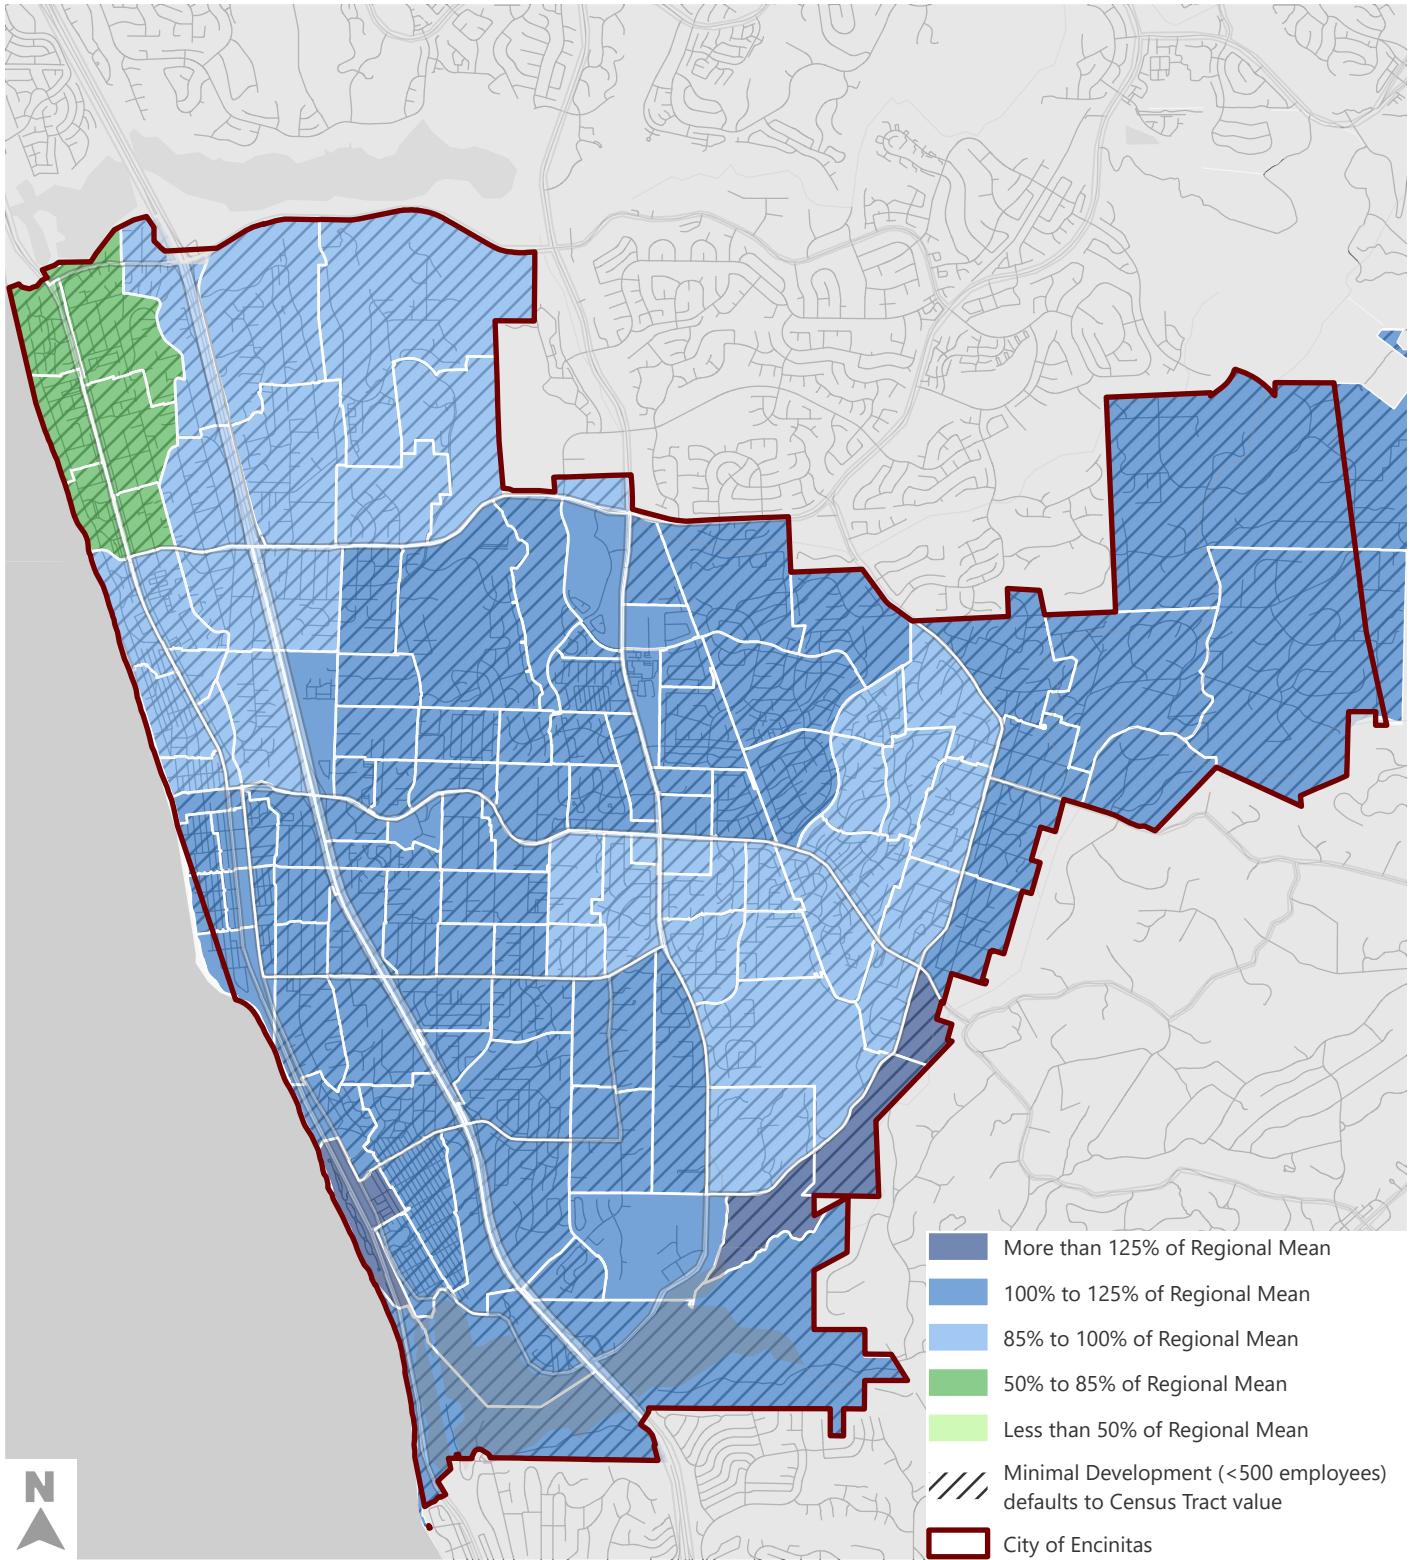 More than 125% of Regional Mean
100% to 125% of Regional Mean
85% to 100% of Regional Mean
50% to 85% of Regional Mean
Less than 50% of Regional Mean
Minimal Development (<500 employees)
defaults to Census Tract value
City of Encinitas
N